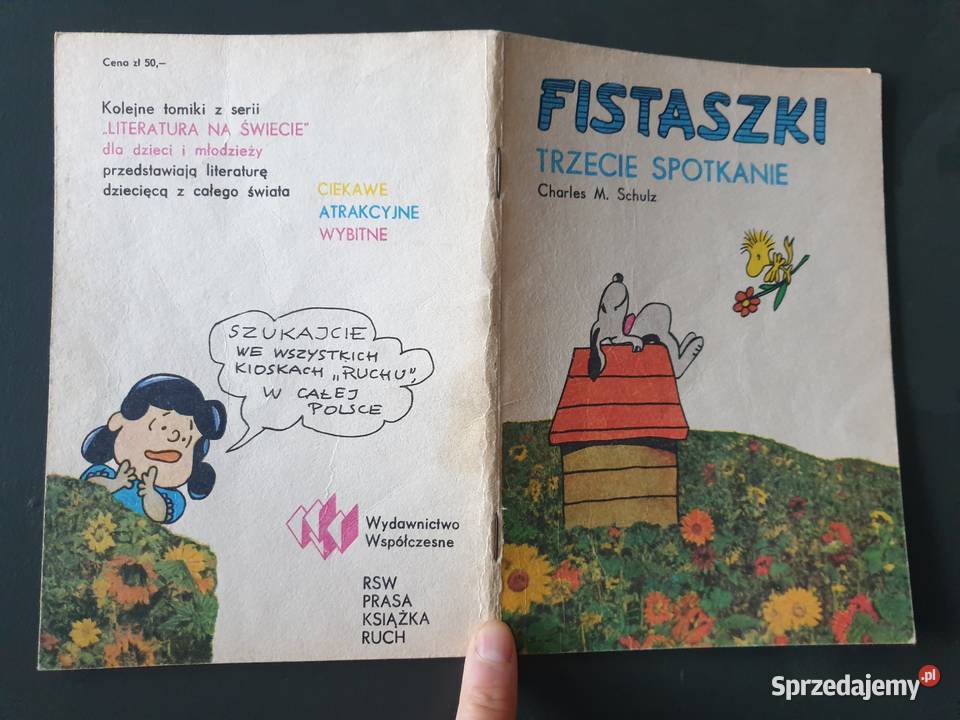 Cena zł 50,—
Kolejne tomiki z serii
„LITERATURA NA ŚWIECIE"
dla dzieci i młodzieży
przedstawiają literaturę
dziecięcą z całego świata
CIEKAWE
ATRAKCYJNE
WYBITNE
SZUKAJCIE
WE WSZYSTKICH
KIOSKACH „RUCHU",
W CAŁEJ
POLSCE
Wydawnictwo
Współczesne
RSW
PRASA
KSIĄŻKA
RUCH
FISTASZKI
TRZECIE SPOTKANIE
Charles M. Schulz
Sprzedajemy.pl